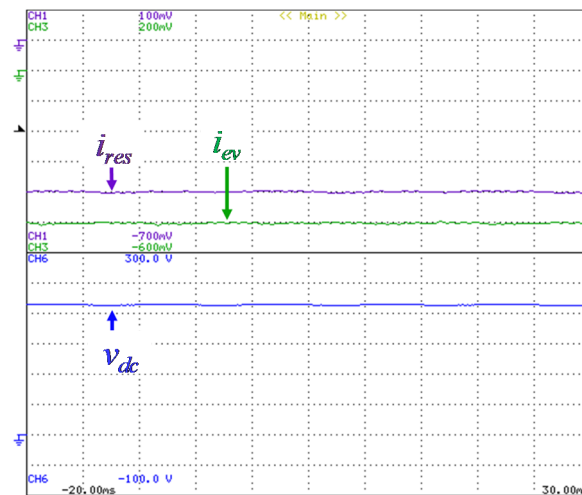 CH1 100mV << Main >>
CH3 200mV
i_res
i_ev
CH1 -700mV
CH3 -600mV
CH6 300.0 V
v_dc
CH6 -100.0 V
-20.00ms 30.00m